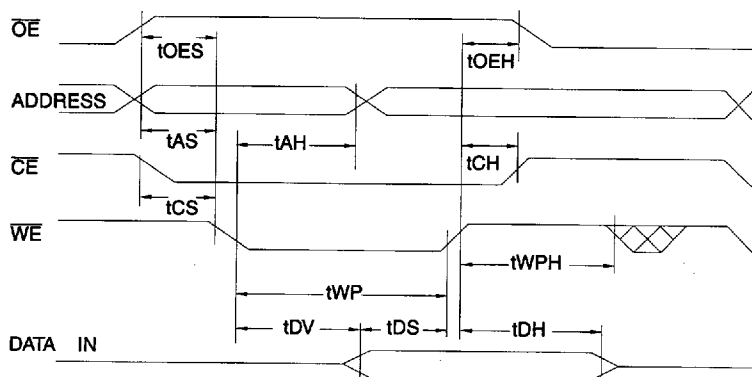 OE
tOES
tOEH
ADDRESS
tAS
tAH
tCH
CE
tCS
WE
tWPH
tWP
tDV
tDS
tDH
DATA IN